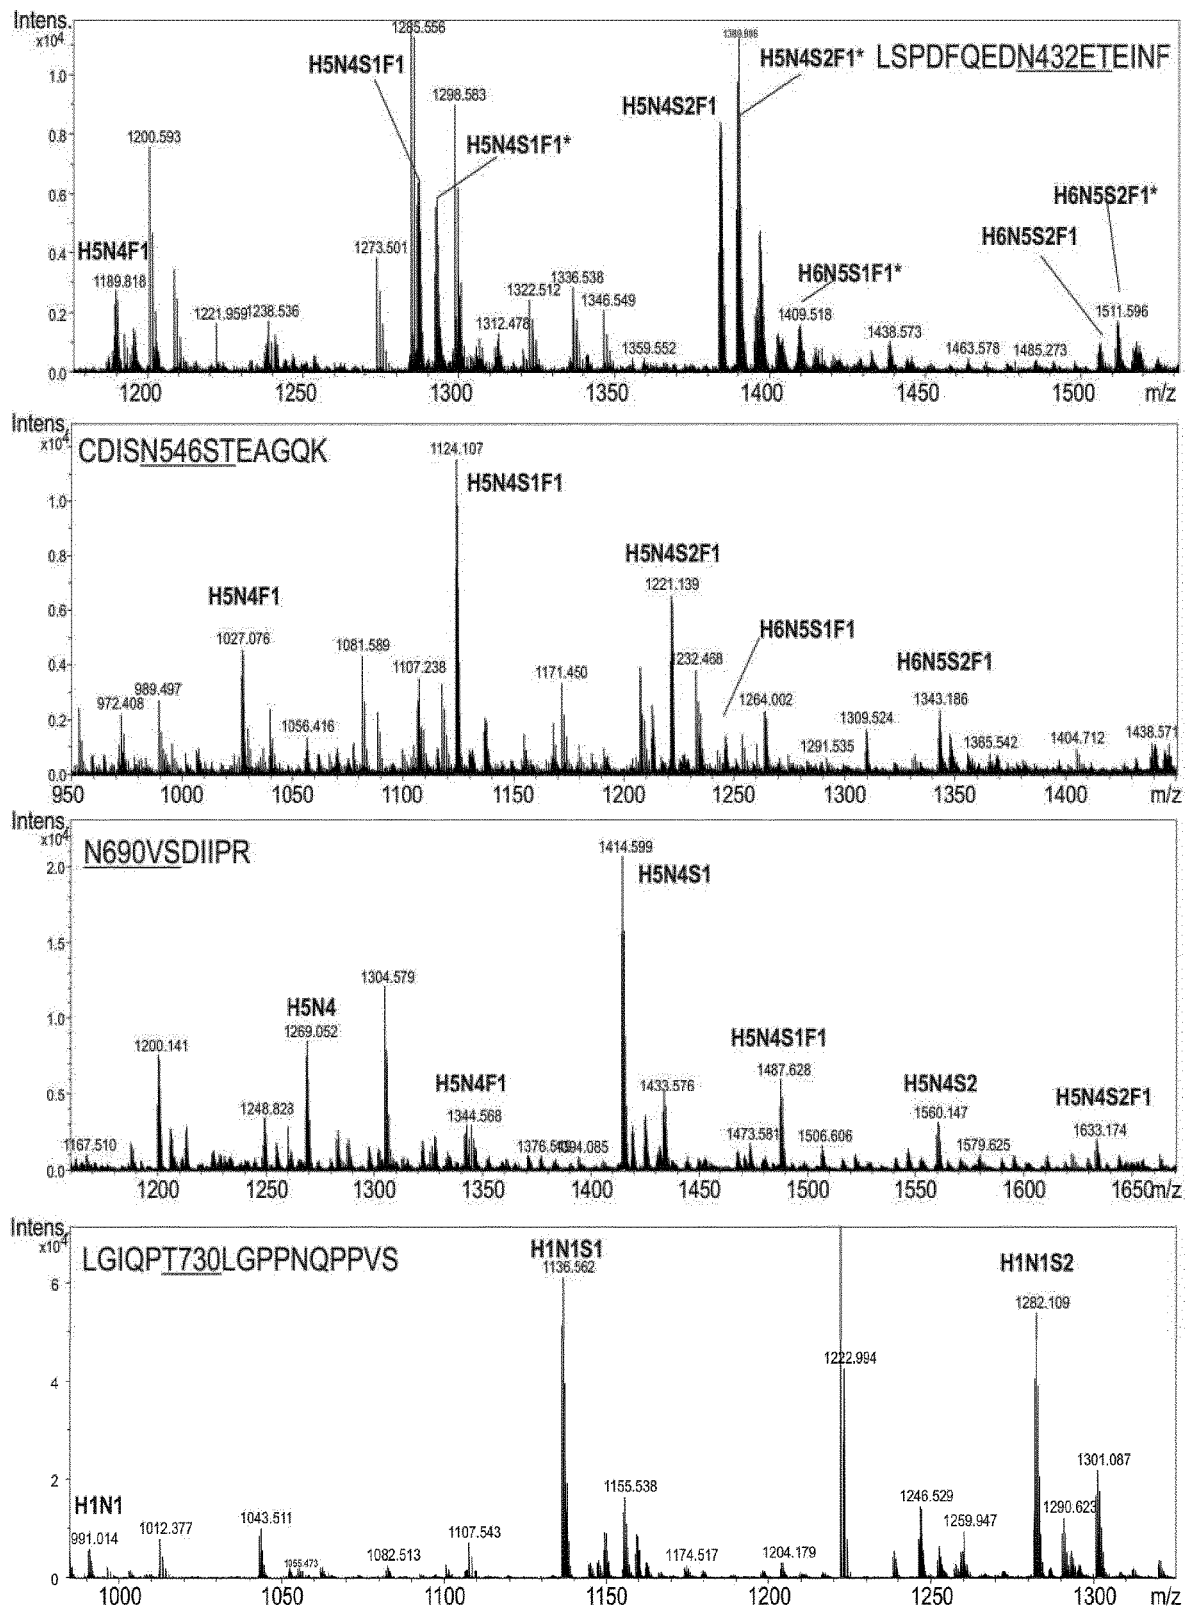 Intens.
x10⁴
1285.556
1389.986
H5N4S1F1
H5N4S2F1*
LSPDFQEDN432ETEINF
1.0
1298.583
H5N4S2F1
0.8
1200.593
H5N4S1F1*
H6N5S2F1*
0.6
H6N5S2F1
H5N4F1
0.4
1189.818
1273.501
H6N5S1F1*
1221.959
1238.536
1322.512
1336.538
1346.549
1409.518
1511.596
0.2
1312.478
1359.552
1438.573
1463.578
1485.273
0.0
1200 1250 1300 1350 1400 1450 1500 m/z
Intens.
x10⁴
CDISN546STEAGQK
1124.107
H5N4S1F1
1.0
H5N4S2F1
0.8
1221.139
H5N4F1
0.6
1027.076
H6N5S1F1
1081.589
1107.238
H6N5S2F1
0.4
972.408
989.497
1171.450
1232.468
1264.002
1343.186
0.2
1056.416
1291.535
1309.524
1365.542
1404.712
1438.571
0.0
950 1000 1050 1100 1150 1200 1250 1300 1350 1400 m/z
Intens.
x10⁴
N690VSDIIPR
1414.599
2.0
H5N4S1
1.5
1304.579
H5N4
1.0
1269.052
H5N4S1F1
1200.141
H5N4F1
1487.628
H5N4S2
H5N4S2F1
0.5
1248.823
1344.568
1433.576
1560.147
1633.174
1167.510
1376.549
1394.085
1473.561
1506.606
1579.625
0.0
1200 1250 1300 1350 1400 1450 1500 1550 1600 1650 m/z
Intens.
x10⁴
LGIQPT730LGPPNQPPVS
H1N1S1
1136.562
H1N1S2
6
1282.109
1222.994
4
1301.087
2
H1N1
1155.538
1246.529
991.014
1012.377
1043.511
1107.543
1259.947
1290.623
1055.473
1082.513
1174.517
1204.179
0
1000 1050 1100 1150 1200 1250 1300 m/z